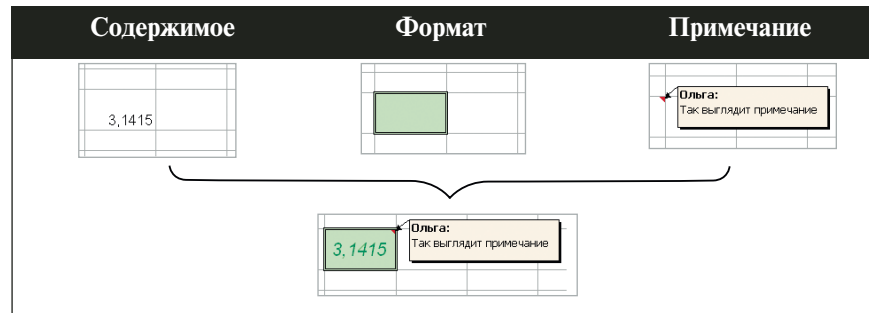 Содержимое Формат Примечание
3,1415
Ольга:
Так выглядит примечание
3,1415
Ольга:
Так выглядит примечание